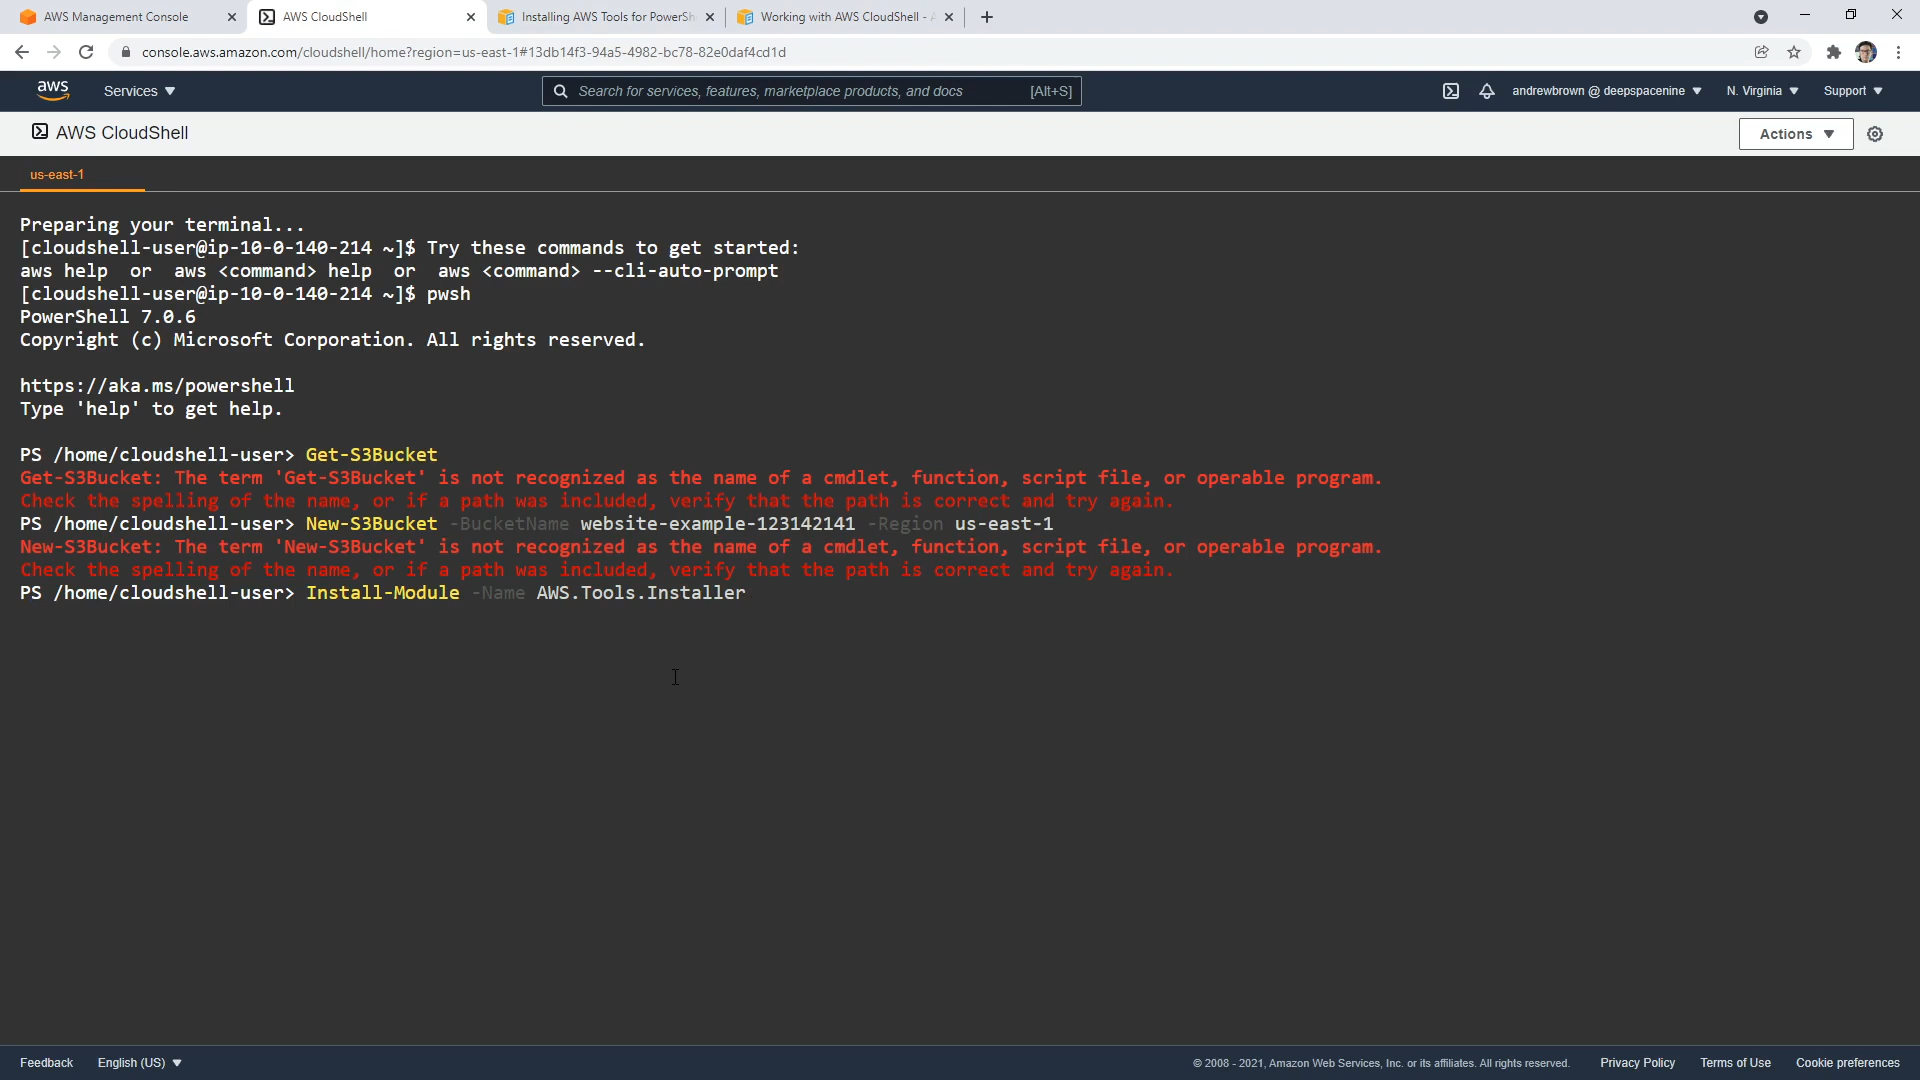 AWS Management Console
AWS CloudShell
Installing AWS Tools for PowerSh
Working with AWS CloudShell -
console.aws.amazon.com/cloudshell/home?region=us-east-1#13db14f3-94a5-4982-bc78-82e0daf4cd1d
aws
Services
Search for services, features, marketplace products, and docs
[Alt+S]
andrewbrown @ deepspacenine
N. Virginia
Support
AWS CloudShell
Actions
us-east-1
Preparing your terminal...
[cloudshell-user@ip-10-0-140-214 ~]$ Try these commands to get started:
aws help  or  aws <command> help  or  aws <command> --cli-auto-prompt
[cloudshell-user@ip-10-0-140-214 ~]$ pwsh
PowerShell 7.0.6
Copyright (c) Microsoft Corporation. All rights reserved.
https://aka.ms/powershell
Type 'help' to get help.
PS /home/cloudshell-user> Get-S3Bucket
Get-S3Bucket: The term 'Get-S3Bucket' is not recognized as the name of a cmdlet, function, script file, or operable program.
Check the spelling of the name, or if a path was included, verify that the path is correct and try again.
PS /home/cloudshell-user> New-S3Bucket -BucketName website-example-123142141 -Region us-east-1
New-S3Bucket: The term 'New-S3Bucket' is not recognized as the name of a cmdlet, function, script file, or operable program.
Check the spelling of the name, or if a path was included, verify that the path is correct and try again.
PS /home/cloudshell-user> Install-Module -Name AWS.Tools.Installer
Feedback
English (US)
© 2008 - 2021, Amazon Web Services, Inc. or its affiliates. All rights reserved.
Privacy Policy
Terms of Use
Cookie preferences